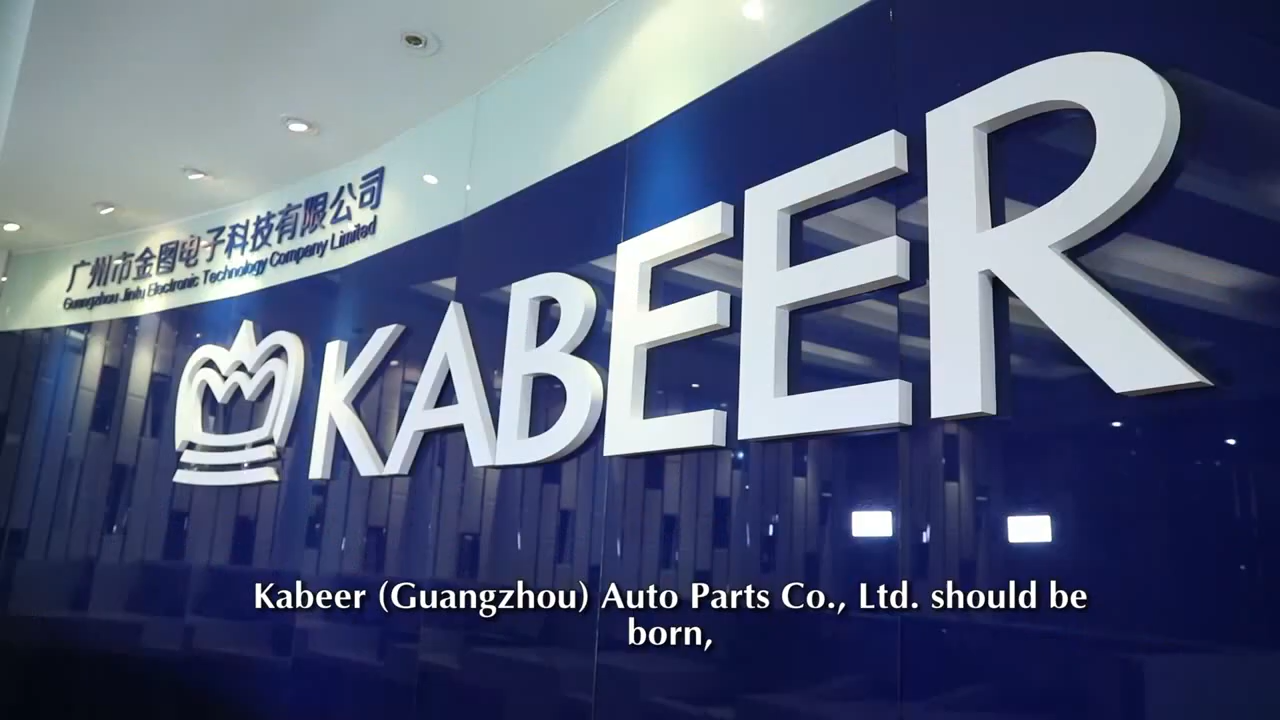 广州市金图电子科技有限公司
Guangzhou Jintu Electronic Technology Company Limited
KABEER
Kabeer (Guangzhou) Auto Parts Co., Ltd. should be
born,